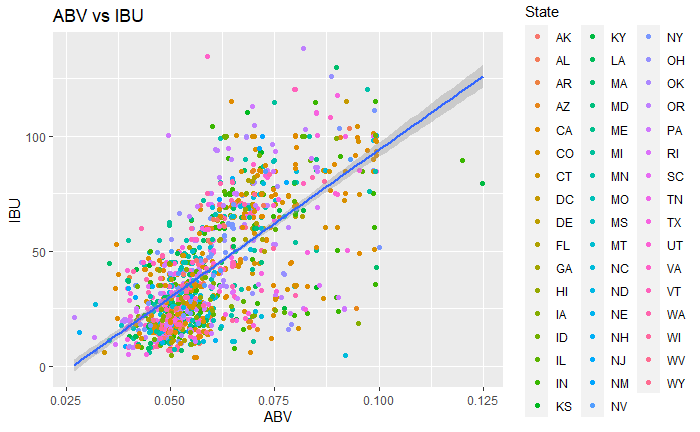 ABV vs IBU
State
AK KY NY
AL LA OH
AR MA OK
AZ MD OR
CA ME PA
CO MI RI
CT MN SC
DC MO TN
DE MS TX
FL MT UT
GA NC VA
HI ND VT
IA NE WA
ID NH WI
IL NJ WV
IN NM WY
KS NV
IBU
100
50
0
0.025 0.050 0.075 0.100 0.125
ABV